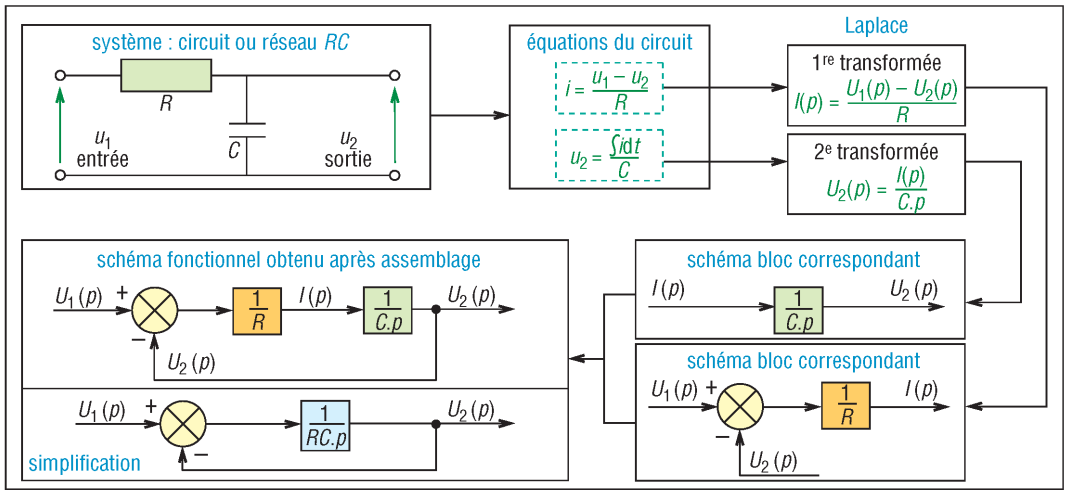 système : circuit ou réseau RC
R
C
u1
entrée
u2
sortie
équations du circuit
i = u1 – u2 / R
u2 = ∫idt / C
Laplace
1re transformée
I(p) = U1(p) – U2(p) / R
2e transformée
U2(p) = I(p) / C.p
schéma fonctionnel obtenu après assemblage
U1(p) + – 1/R I(p) 1/C.p U2(p)
U2(p)
U1(p) + – 1/RC.p U2(p)
simplification
schéma bloc correspondant
I(p) 1/C.p U2(p)
schéma bloc correspondant
U1(p) + – 1/R I(p)
U2(p)